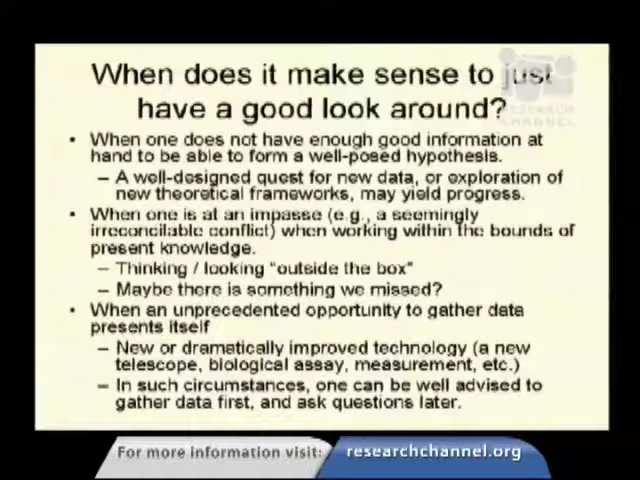 When does it make sense to just
have a good look around?
RESEARCH
CHANNEL
• When one does not have enough good information at
hand to be able to form a well-posed hypothesis.
– A well-designed quest for new data, or exploration of
new theoretical frameworks, may yield progress.
• When one is at an impasse (e.g., a seemingly
irreconcilable conflict) when working within the bounds of
present knowledge.
– Thinking / looking "outside the box"
– Maybe there is something we missed?
• When an unprecedented opportunity to gather data
presents itself
– New or dramatically improved technology (a new
telescope, biological assay, measurement, etc.)
– In such circumstances, one can be well advised to
gather data first, and ask questions later.
For more information visit: researchchannel.org